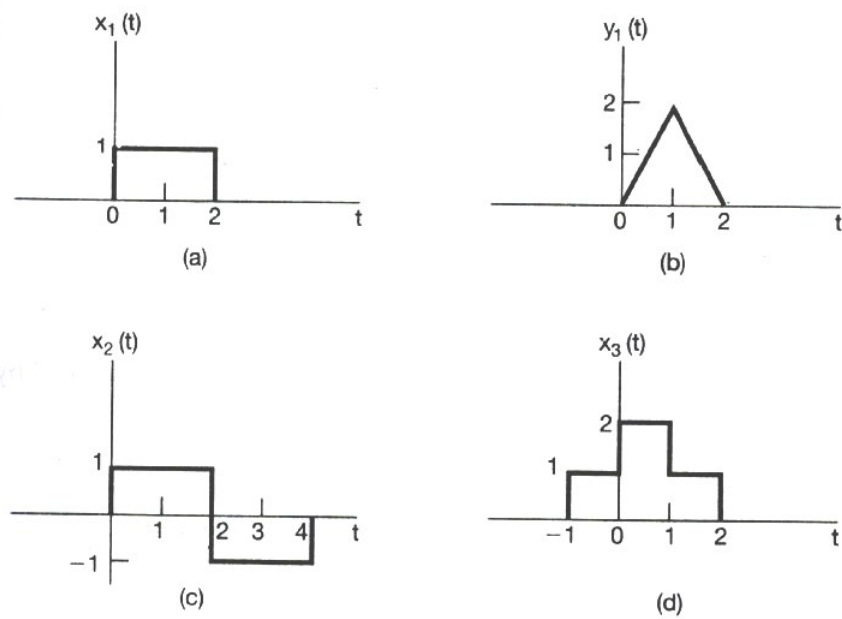 x₁ (t)
1
0 1 2 t
(a)
y₁ (t)
2
1
0 1 2 t
(b)
x₂ (t)
1
1 2 3 4 t
−1
(c)
x₃ (t)
2
1
−1 0 1 2 t
(d)